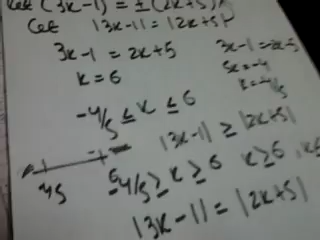 (3x-1) = ± (2x+5)
Let |3x-1| = |2x+5|
3x-1 = 2x+5
3x-1 = -2x-5
x = 6
5x = -4
x = -4/5
-4/5 ≤ x ≤ 6
|3x-1| ≥ |2x+5|
-4/5 ≥ x ≥ 6 x ≥ 6
|3x-1| = |2x+5|